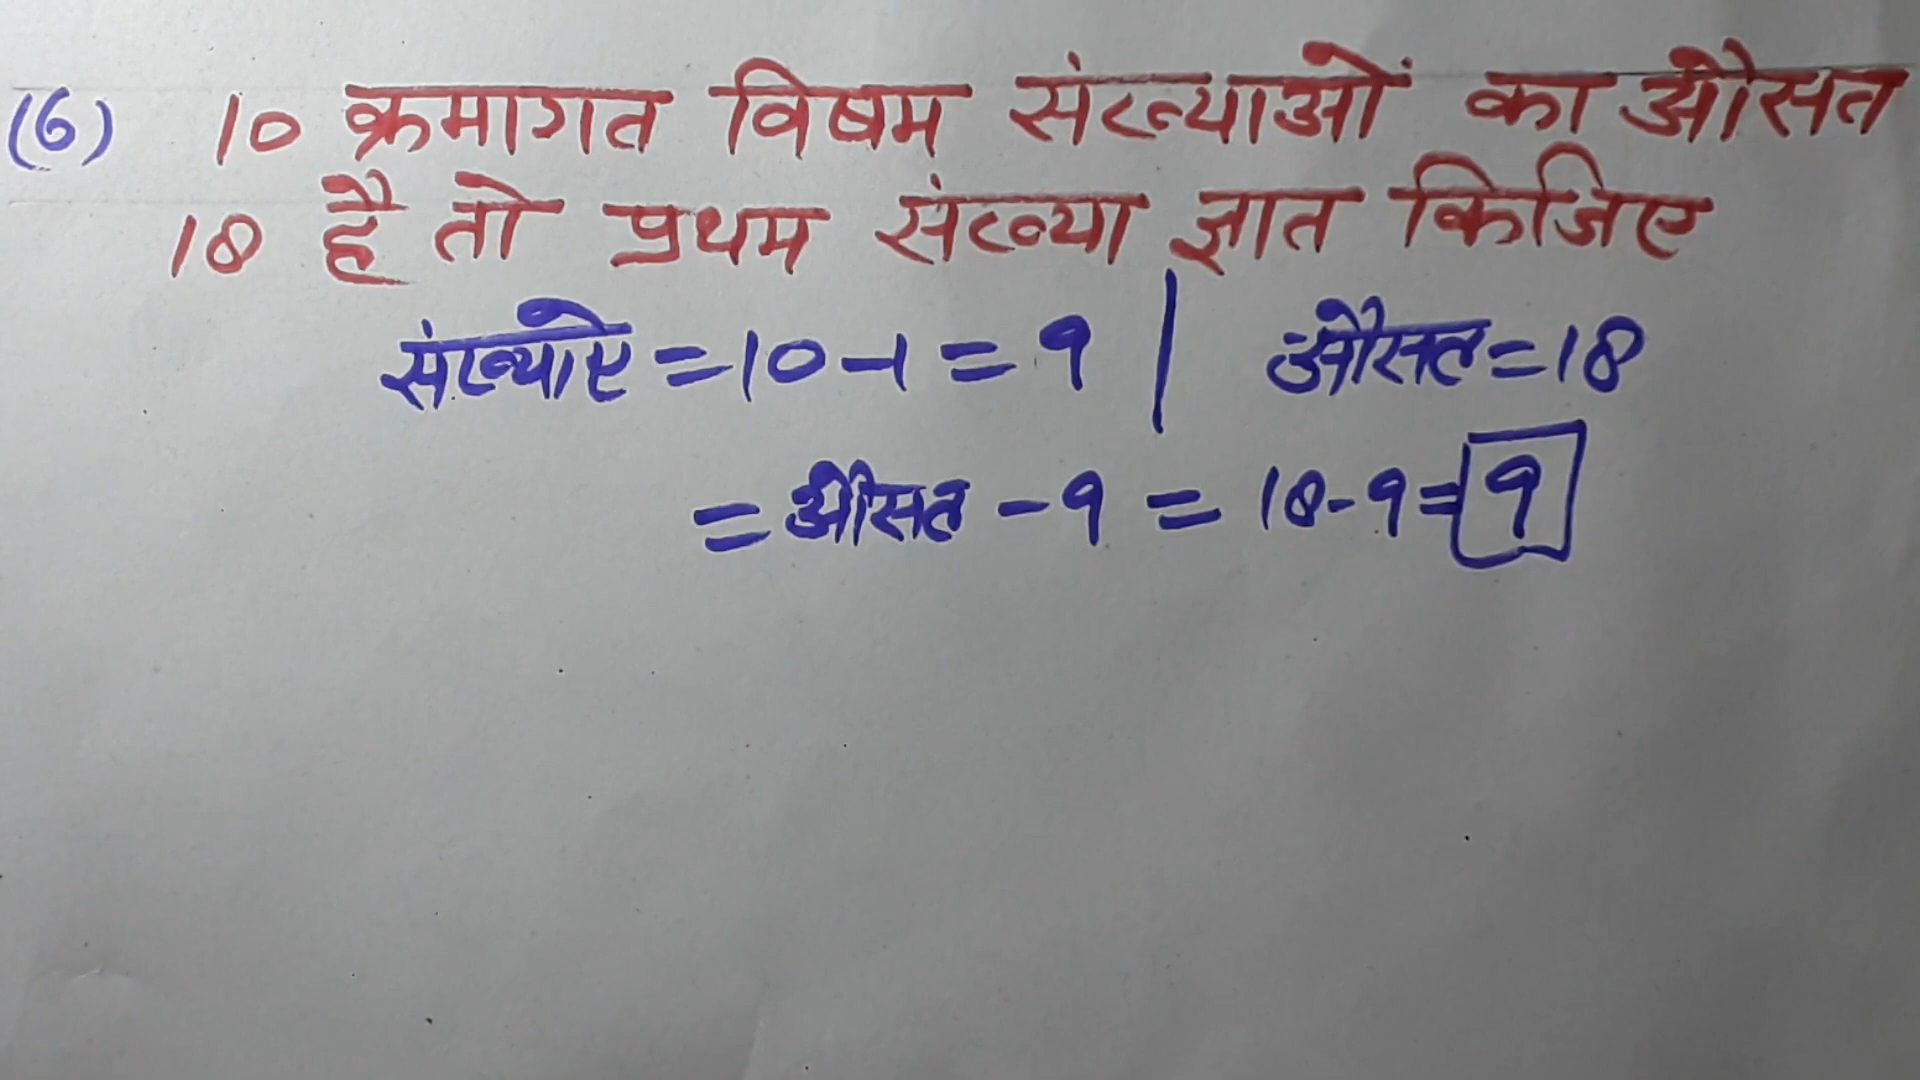 (6) 10 क्रमागत विषम संख्याओं का औसत
18 है तो प्रथम संख्या ज्ञात किजिए
संख्याऐ = 10 - 1 = 9 | औसत = 18
= औसत - 9 = 18 - 9 = 9